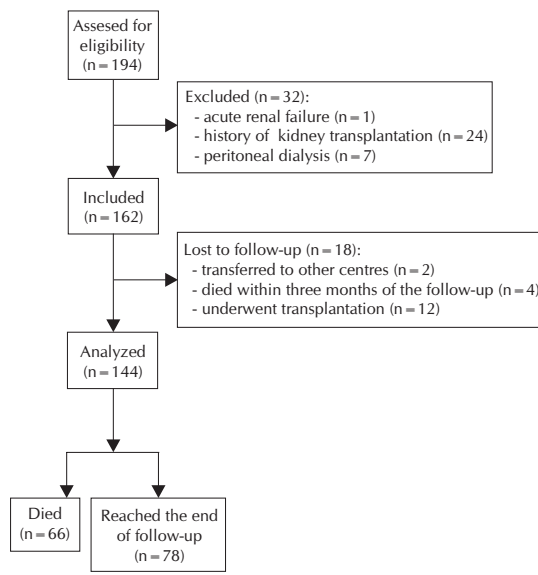 Assesed for
eligibility
(n = 194)
Excluded (n = 32):
- acute renal failure (n = 1)
- history of kidney transplantation (n = 24)
- peritoneal dialysis (n = 7)
Included
(n = 162)
Lost to follow-up (n = 18):
- transferred to other centres (n = 2)
- died within three months of the follow-up (n = 4)
- underwent transplantation (n = 12)
Analyzed
(n = 144)
Died
(n = 66)
Reached the end
of follow-up
(n = 78)